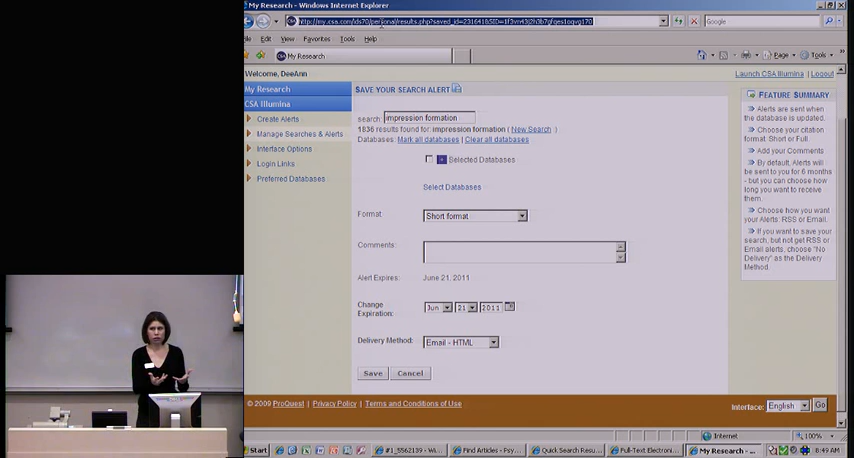 My Research - Windows Internet Explorer
File Edit View Favorites Tools Help
My Research
Page Tools
Welcome, DeeAnn
Launch CSA Illumina | Logout
My Research
CSA Illumina
Create Alerts
Manage Searches & Alerts
Interface Options
Login Links
Preferred Databases
SAVE YOUR SEARCH ALERT
search: impression formation
1836 results found for: impression formation ( New Search )
Databases: Mark all databases | Clear all databases
Selected Databases
Select Databases
Format: Short format
Comments:
Alert Expires: June 21, 2011
Change Expiration: Jun 21 2011
Delivery Method: Email - HTML
Save Cancel
FEATURE SUMMARY
Alerts are sent when the database is updated.
Choose your citation format: Short or Full
Add your Comments
By default, Alerts will be sent to you for 6 months - but you can choose how long you want to receive them.
Choose how you want your Alerts: RSS or Email.
If you want to save your search, but not get RSS or Email alerts, choose "No Delivery" as the Delivery Method.
© 2009 ProQuest | Privacy Policy | Terms and Conditions of Use
Interface: English Go
Internet 100%
Start #1_5562139 - Wi... Find Articles - Psy... Quick Search Resu... Full-Text Electroni... My Research - ... 8:49 AM